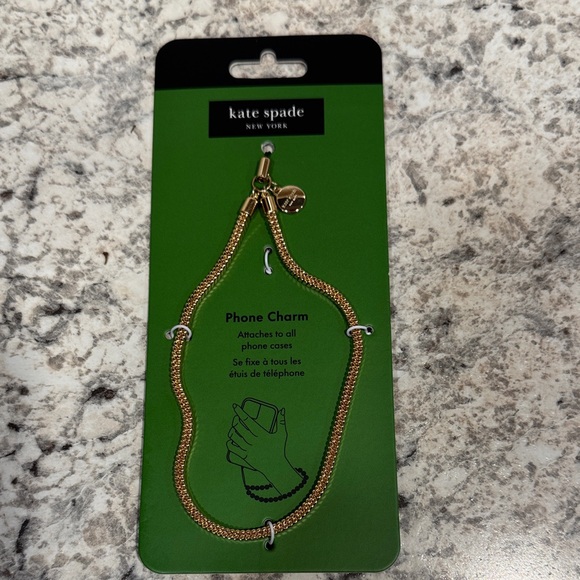 kate spade
NEW YORK
Phone Charm
Attaches to all
phone cases
Se fixe à tous les
étuis de téléphone